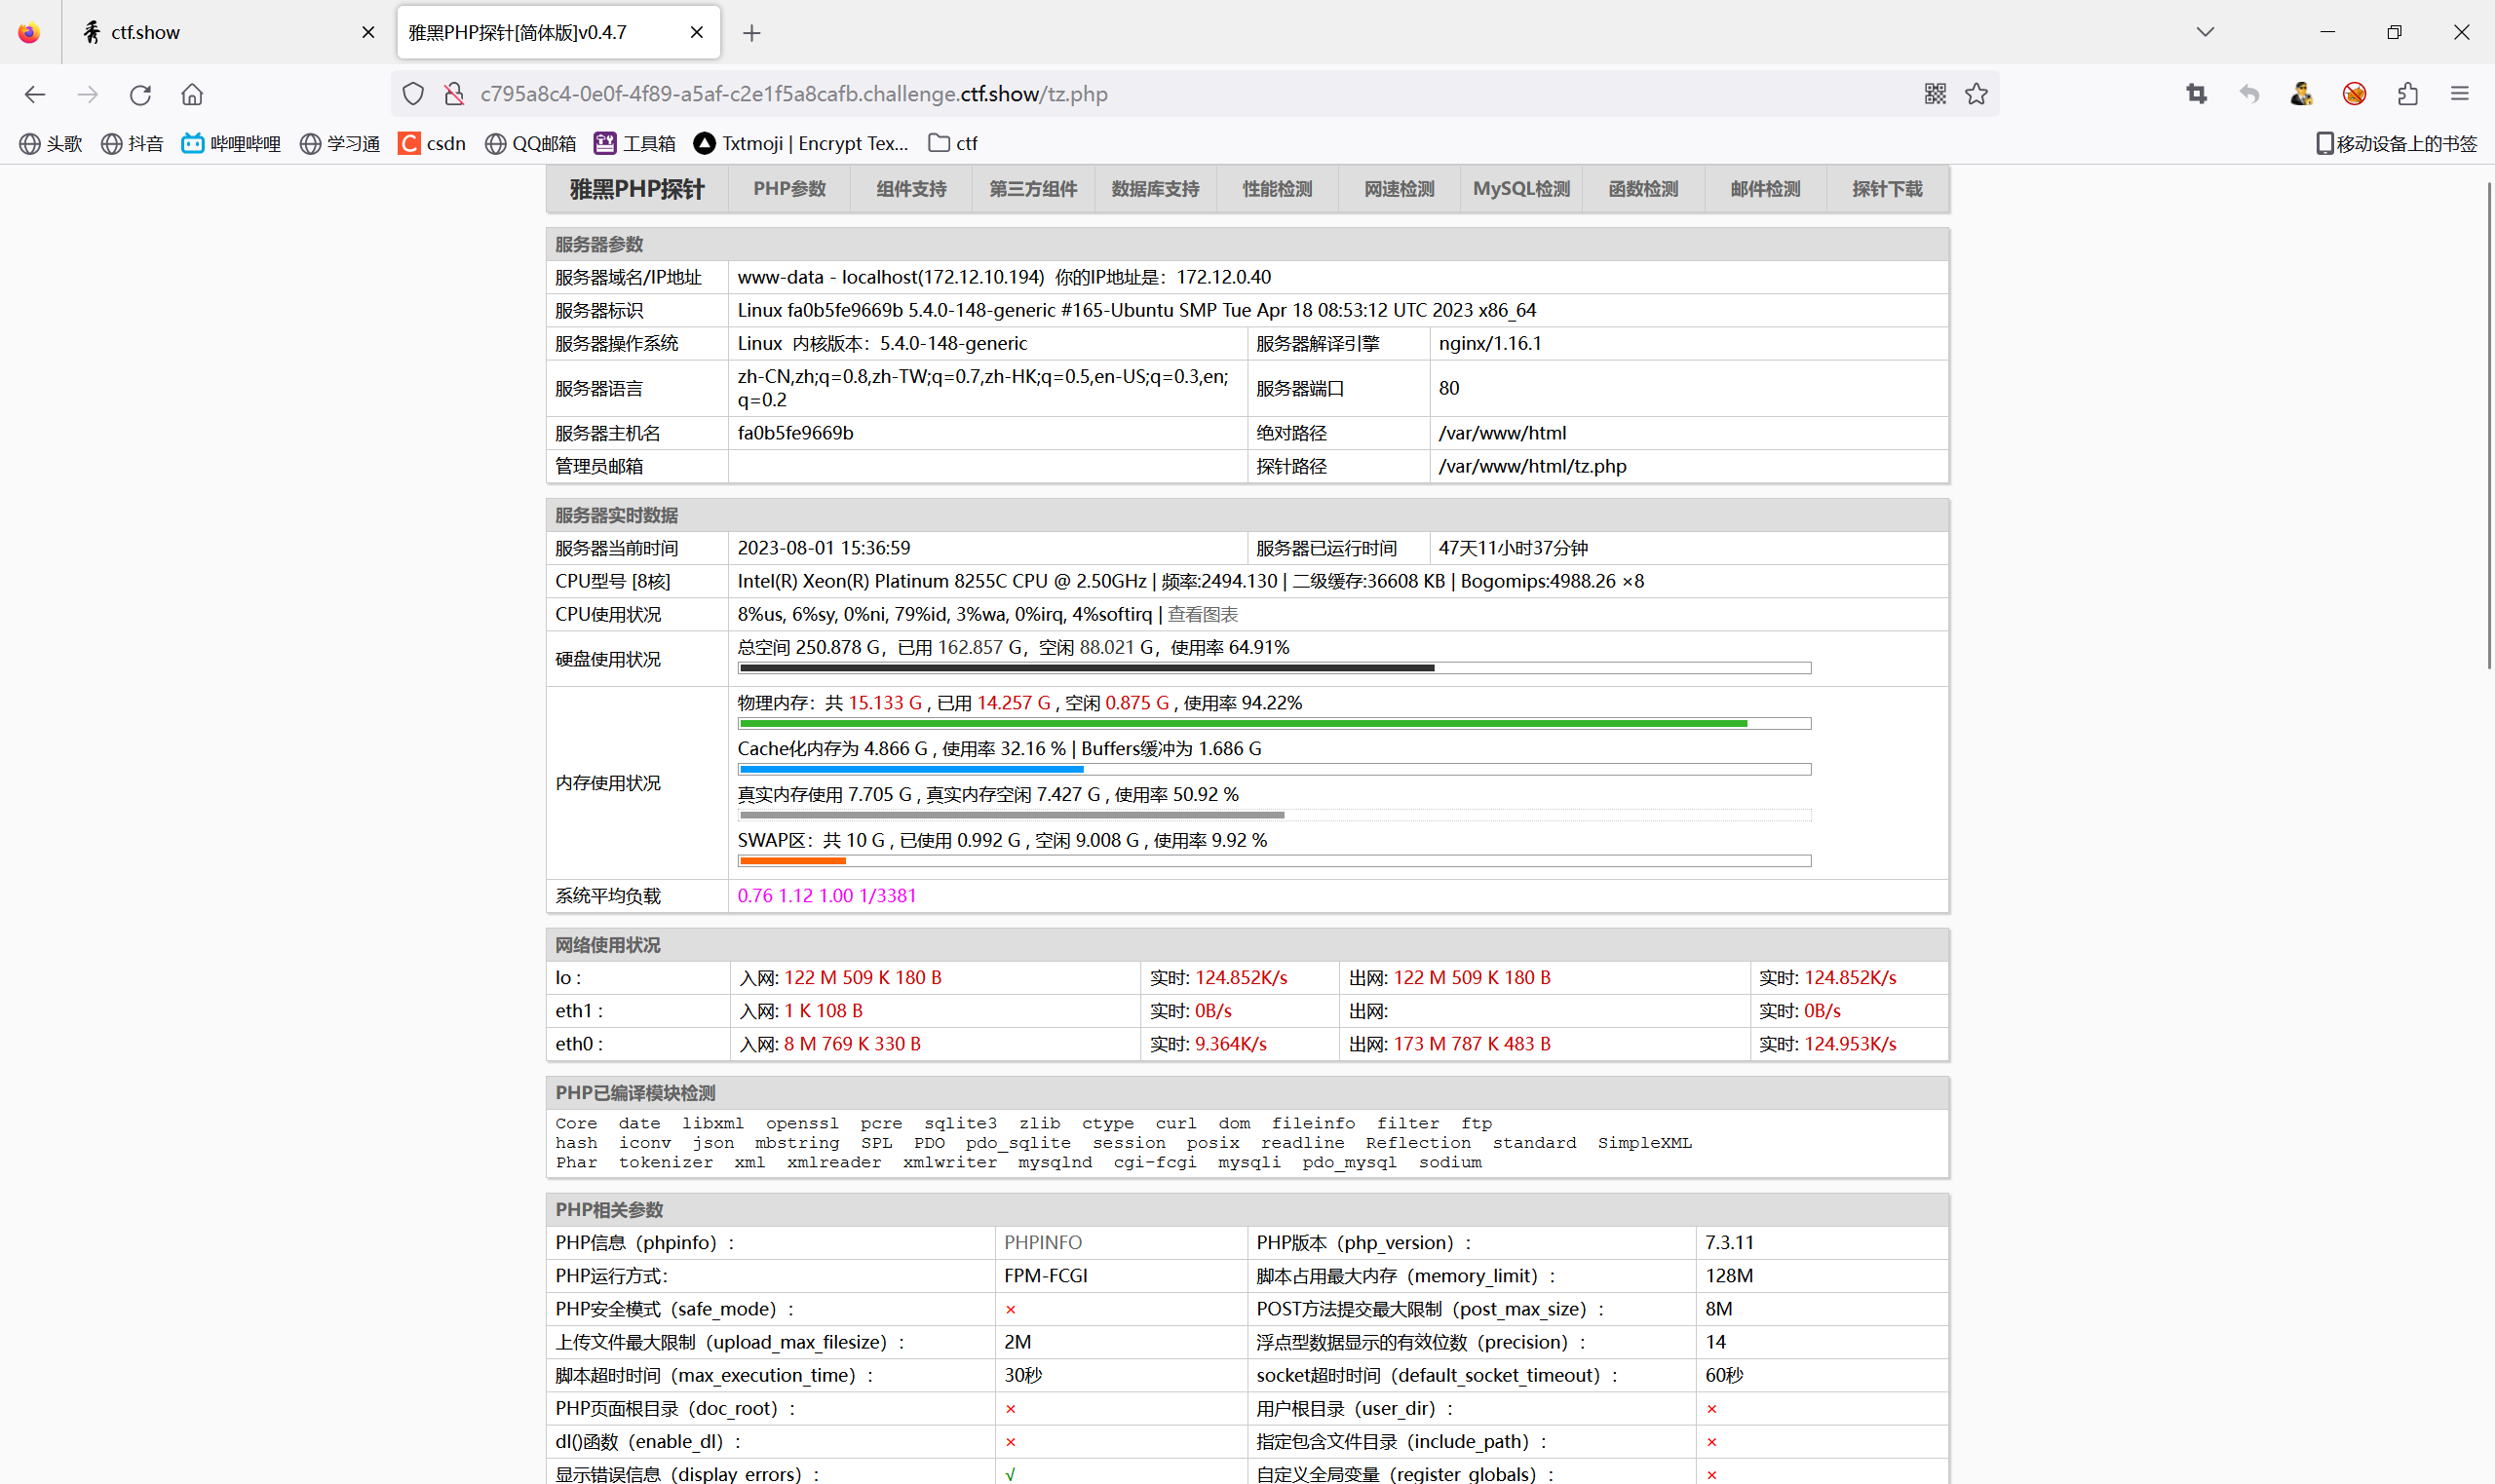 ctf.show
雅黑PHP探针[简体版]v0.4.7
c795a8c4-0e0f-4f89-a5af-c2e1f5a8cafb.challenge.ctf.show/tz.php
头歌 抖音 哔哩哔哩 学习通 csdn QQ邮箱 工具箱 Txtmoji | Encrypt Tex... ctf 移动设备上的书签
雅黑PHP探针 PHP参数 组件支持 第三方组件 数据库支持 性能检测 网速检测 MySQL检测 函数检测 邮件检测 探针下载
服务器参数
服务器域名/IP地址 www-data - localhost(172.12.10.194) 你的IP地址是：172.12.0.40
服务器标识 Linux fa0b5fe9669b 5.4.0-148-generic #165-Ubuntu SMP Tue Apr 18 08:53:12 UTC 2023 x86_64
服务器操作系统 Linux 内核版本：5.4.0-148-generic 服务器解译引擎 nginx/1.16.1
服务器语言 zh-CN,zh;q=0.8,zh-TW;q=0.7,zh-HK;q=0.5,en-US;q=0.3,en;
q=0.2 服务器端口 80
服务器主机名 fa0b5fe9669b 绝对路径 /var/www/html
管理员邮箱 探针路径 /var/www/html/tz.php
服务器实时数据
服务器当前时间 2023-08-01 15:36:59 服务器已运行时间 47天11小时37分钟
CPU型号 [8核] Intel(R) Xeon(R) Platinum 8255C CPU @ 2.50GHz | 频率:2494.130 | 二级缓存:36608 KB | Bogomips:4988.26 ×8
CPU使用状况 8%us, 6%sy, 0%ni, 79%id, 3%wa, 0%irq, 4%softirq | 查看图表
硬盘使用状况 总空间 250.878 G，已用 162.857 G，空闲 88.021 G，使用率 64.91%
内存使用状况 物理内存：共 15.133 G , 已用 14.257 G , 空闲 0.875 G , 使用率 94.22%
Cache化内存为 4.866 G , 使用率 32.16 % | Buffers缓冲为 1.686 G
真实内存使用 7.705 G , 真实内存空闲 7.427 G , 使用率 50.92 %
SWAP区：共 10 G , 已使用 0.992 G , 空闲 9.008 G , 使用率 9.92 %
系统平均负载 0.76 1.12 1.00 1/3381
网络使用状况
lo : 入网: 122 M 509 K 180 B 实时: 124.852K/s 出网: 122 M 509 K 180 B 实时: 124.852K/s
eth1 : 入网: 1 K 108 B 实时: 0B/s 出网: 实时: 0B/s
eth0 : 入网: 8 M 769 K 330 B 实时: 9.364K/s 出网: 173 M 787 K 483 B 实时: 124.953K/s
PHP已编译模块检测
Core date libxml openssl pcre sqlite3 zlib ctype curl dom fileinfo filter ftp
hash iconv json mbstring SPL PDO pdo_sqlite session posix readline Reflection standard SimpleXML
Phar tokenizer xml xmlreader xmlwriter mysqlnd cgi-fcgi mysqli pdo_mysql sodium
PHP相关参数
PHP信息（phpinfo）: PHPINFO PHP版本（php_version）: 7.3.11
PHP运行方式: FPM-FCGI 脚本占用最大内存（memory_limit）: 128M
PHP安全模式（safe_mode）: × POST方法提交最大限制（post_max_size）: 8M
上传文件最大限制（upload_max_filesize）: 2M 浮点型数据显示的有效位数（precision）: 14
脚本超时时间（max_execution_time）: 30秒 socket超时时间（default_socket_timeout）: 60秒
PHP页面根目录（doc_root）: × 用户根目录（user_dir）: ×
dl()函数（enable_dl）: × 指定包含文件目录（include_path）: ×
显示错误信息（display_errors）: √ 自定义全局变量（register_globals）: ×